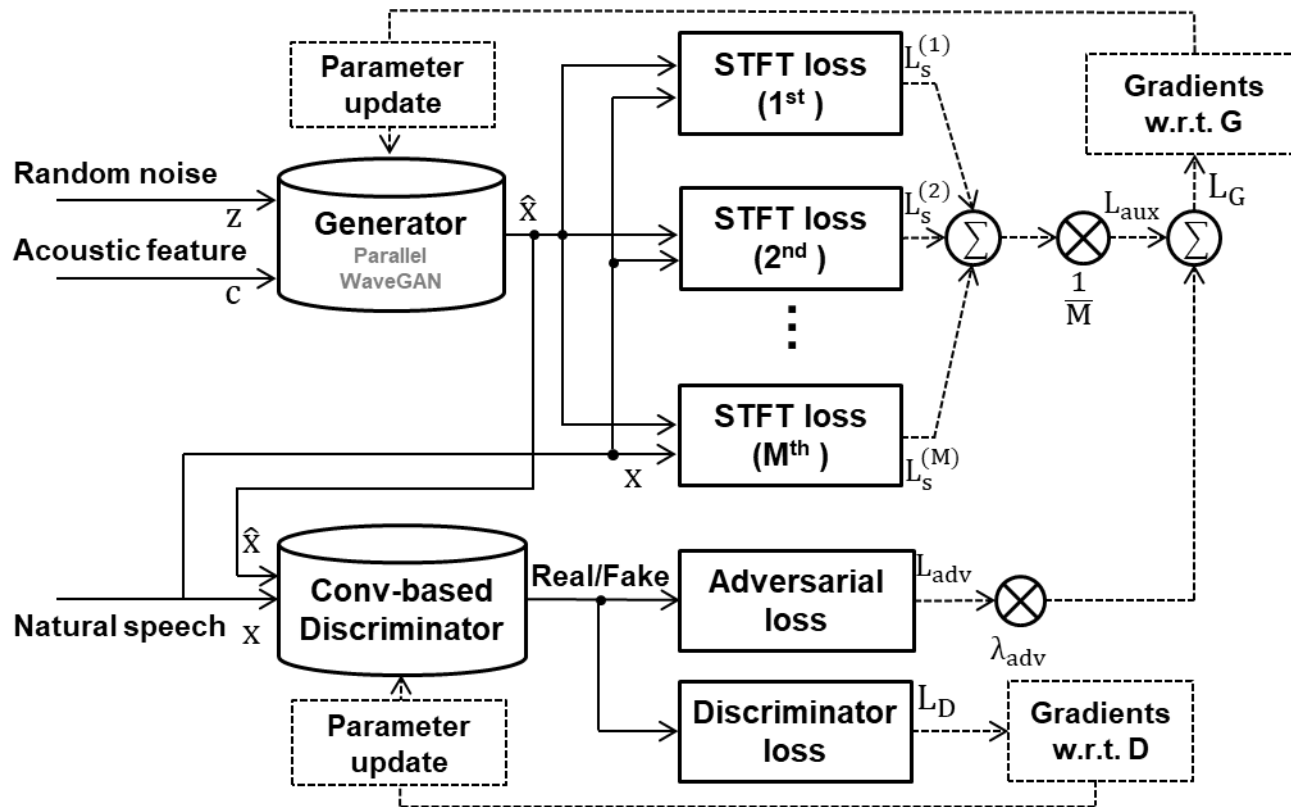 Parameter
update
Random noise
z
Acoustic feature
c
Generator
Parallel
WaveGAN
x̂
STFT loss
(1st )
L_s^(1)
STFT loss
(2nd )
L_s^(2)
⋮
STFT loss
(Mth )
L_s^(M)
x
∑
1/M
L_aux
∑
L_G
Gradients
w.r.t. G
x̂
Natural speech
x
Conv-based
Discriminator
Real/Fake
Adversarial
loss
L_adv
λ_adv
Discriminator
loss
L_D
Gradients
w.r.t. D
Parameter
update